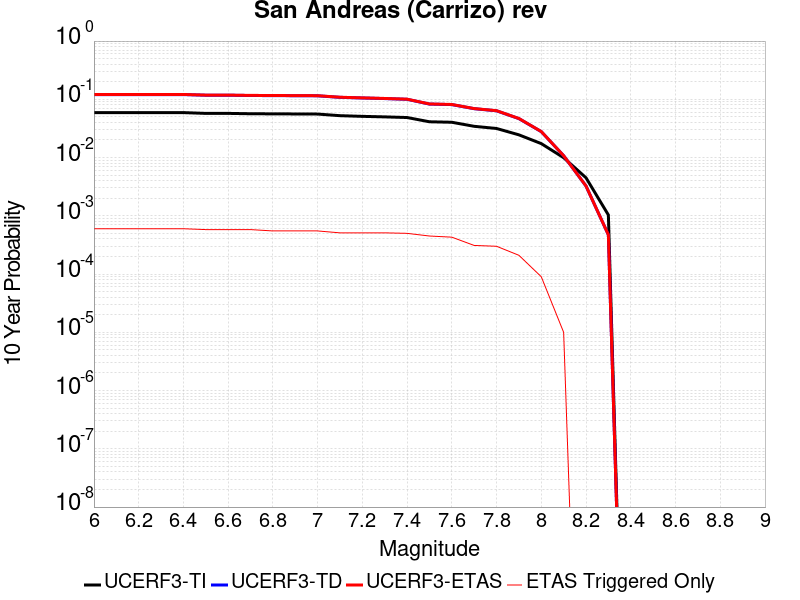 San Andreas (Carrizo) rev
10 0
10 -1
10 -2
10 -3
10 -4
10 -5
10 -6
10 -7
10 -8
10 Year Probability
6 6.2 6.4 6.6 6.8 7 7.2 7.4 7.6 7.8 8 8.2 8.4 8.6 8.8 9
Magnitude
UCERF3-TI UCERF3-TD UCERF3-ETAS ETAS Triggered Only